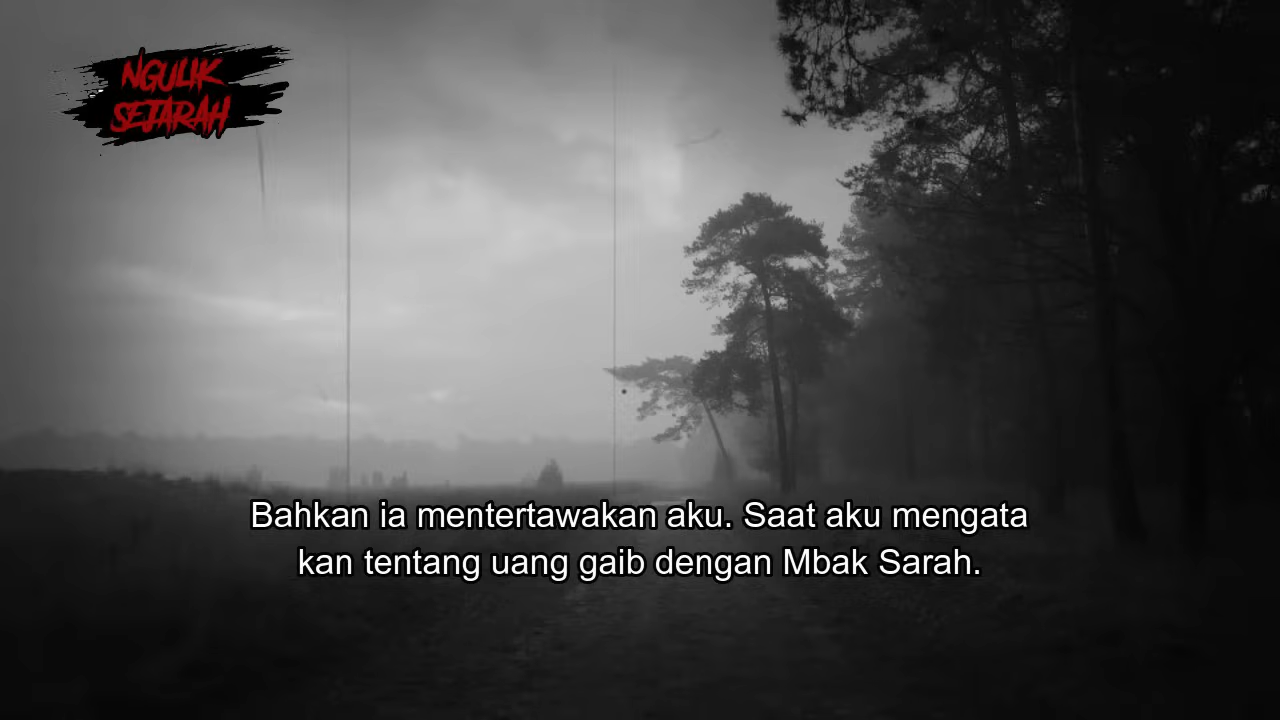 NGULIK
SEJARAH
Bahkan ia mentertawakan aku. Saat aku mengata
kan tentang uang gaib dengan Mbak Sarah.